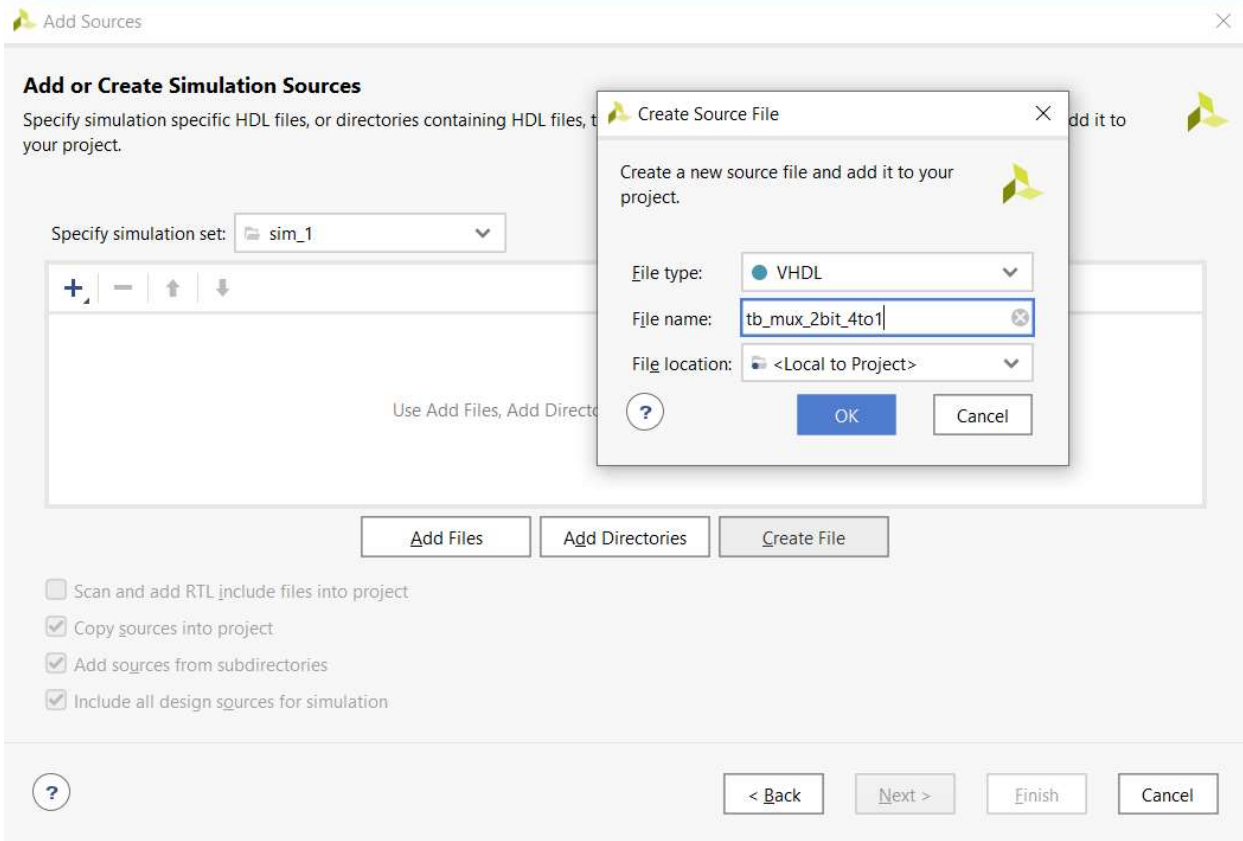 Add Sources
Add or Create Simulation Sources
Specify simulation specific HDL files, or directories containing HDL files, t
dd it to
your project.
Specify simulation set:
sim_1
Use Add Files, Add Directo
Create Source File
Create a new source file and add it to your
project.
File type:
VHDL
File name:
tb_mux_2bit_4to1
File location:
<Local to Project>
?
OK
Cancel
Add Files
Add Directories
Create File
Scan and add RTL include files into project
Copy sources into project
Add sources from subdirectories
Include all design sources for simulation
?
< Back
Next >
Finish
Cancel